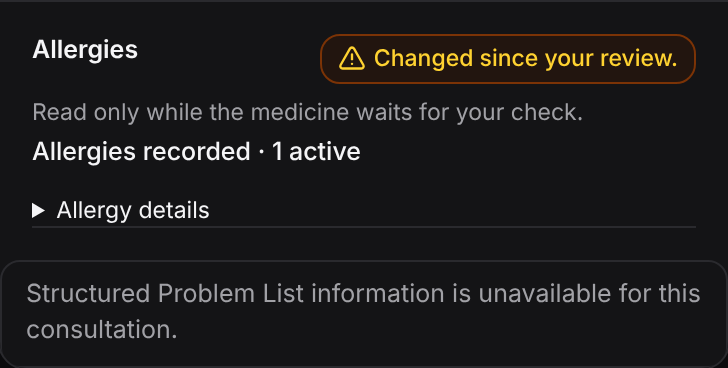 Allergies
Changed since your review.
Read only while the medicine waits for your check.
Allergies recorded · 1 active
Allergy details
Structured Problem List information is unavailable for this
consultation.